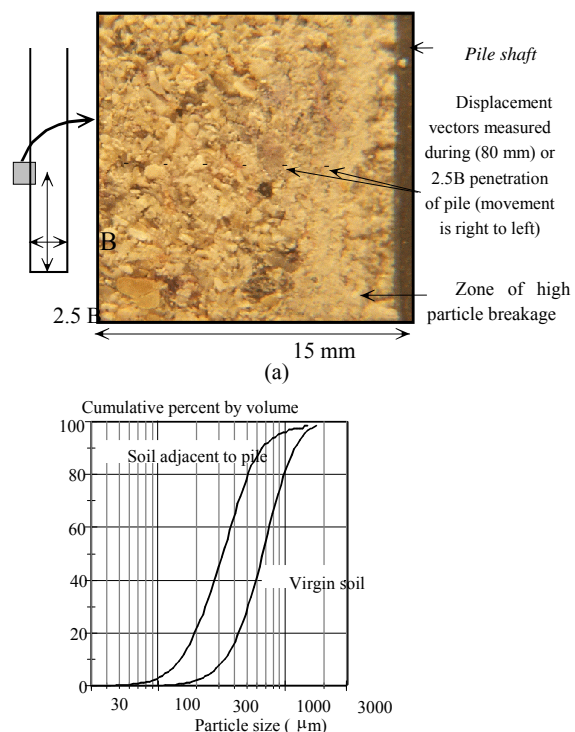 Pile shaft
Displacement
vectors measured
during (80 mm) or
2.5B penetration
of pile (movement
is right to left)
B
Zone of high
particle breakage
2.5 B
15 mm
(a)
Cumulative percent by volume
100
Soil adjacent to pile
80
60
40
Virgin soil
20
0
30 100 300 1000 3000
Particle size ( μm)